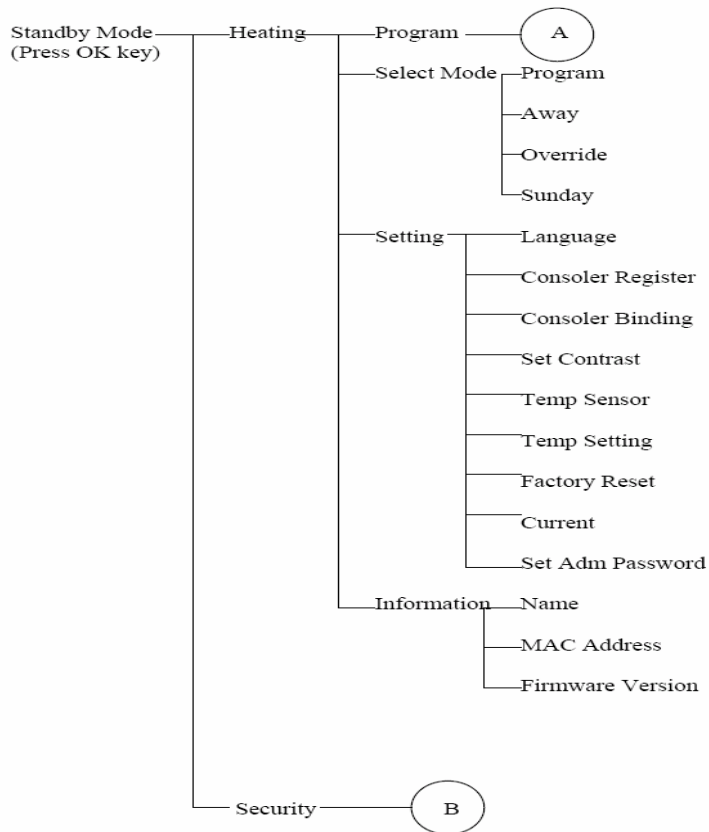 Standby Mode
(Press OK key)
Heating
Program
A
Select Mode
Program
Away
Override
Sunday
Setting
Language
Consoler Register
Consoler Binding
Set Contrast
Temp Sensor
Temp Setting
Factory Reset
Current
Set Adm Password
Information
Name
MAC Address
Firmware Version
Security
B